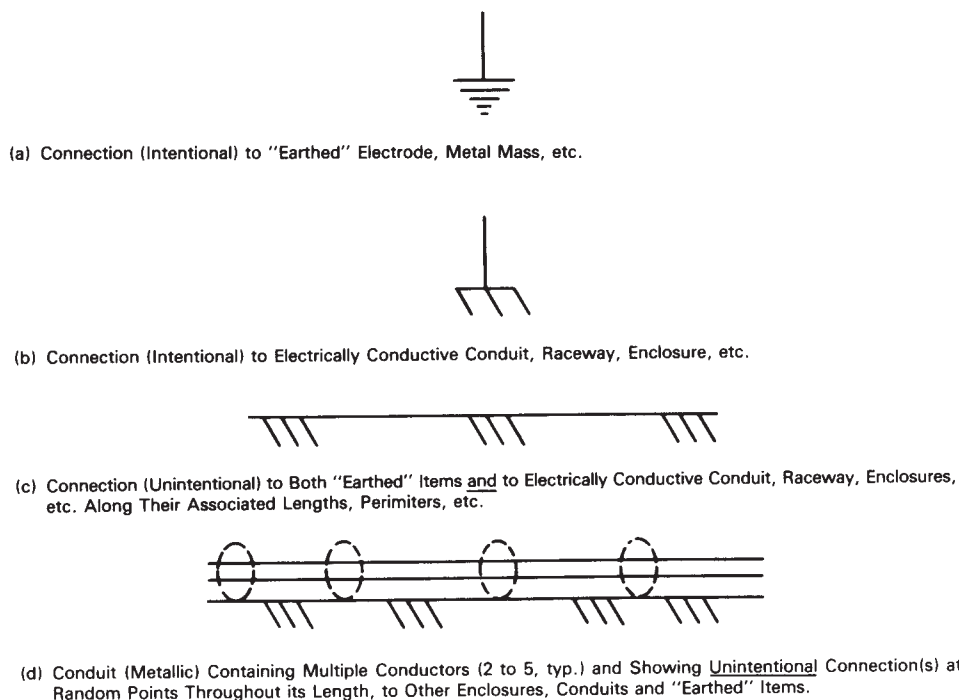 (a) Connection (Intentional) to "Earthed" Electrode, Metal Mass, etc.
(b) Connection (Intentional) to Electrically Conductive Conduit, Raceway, Enclosure, etc.
(c) Connection (Unintentional) to Both "Earthed" Items and to Electrically Conductive Conduit, Raceway, Enclosures,
etc. Along Their Associated Lengths, Perimiters, etc.
(d) Conduit (Metallic) Containing Multiple Conductors (2 to 5, typ.) and Showing Unintentional Connection(s) at
Random Points Throughout its Length, to Other Enclosures, Conduits and "Earthed" Items.